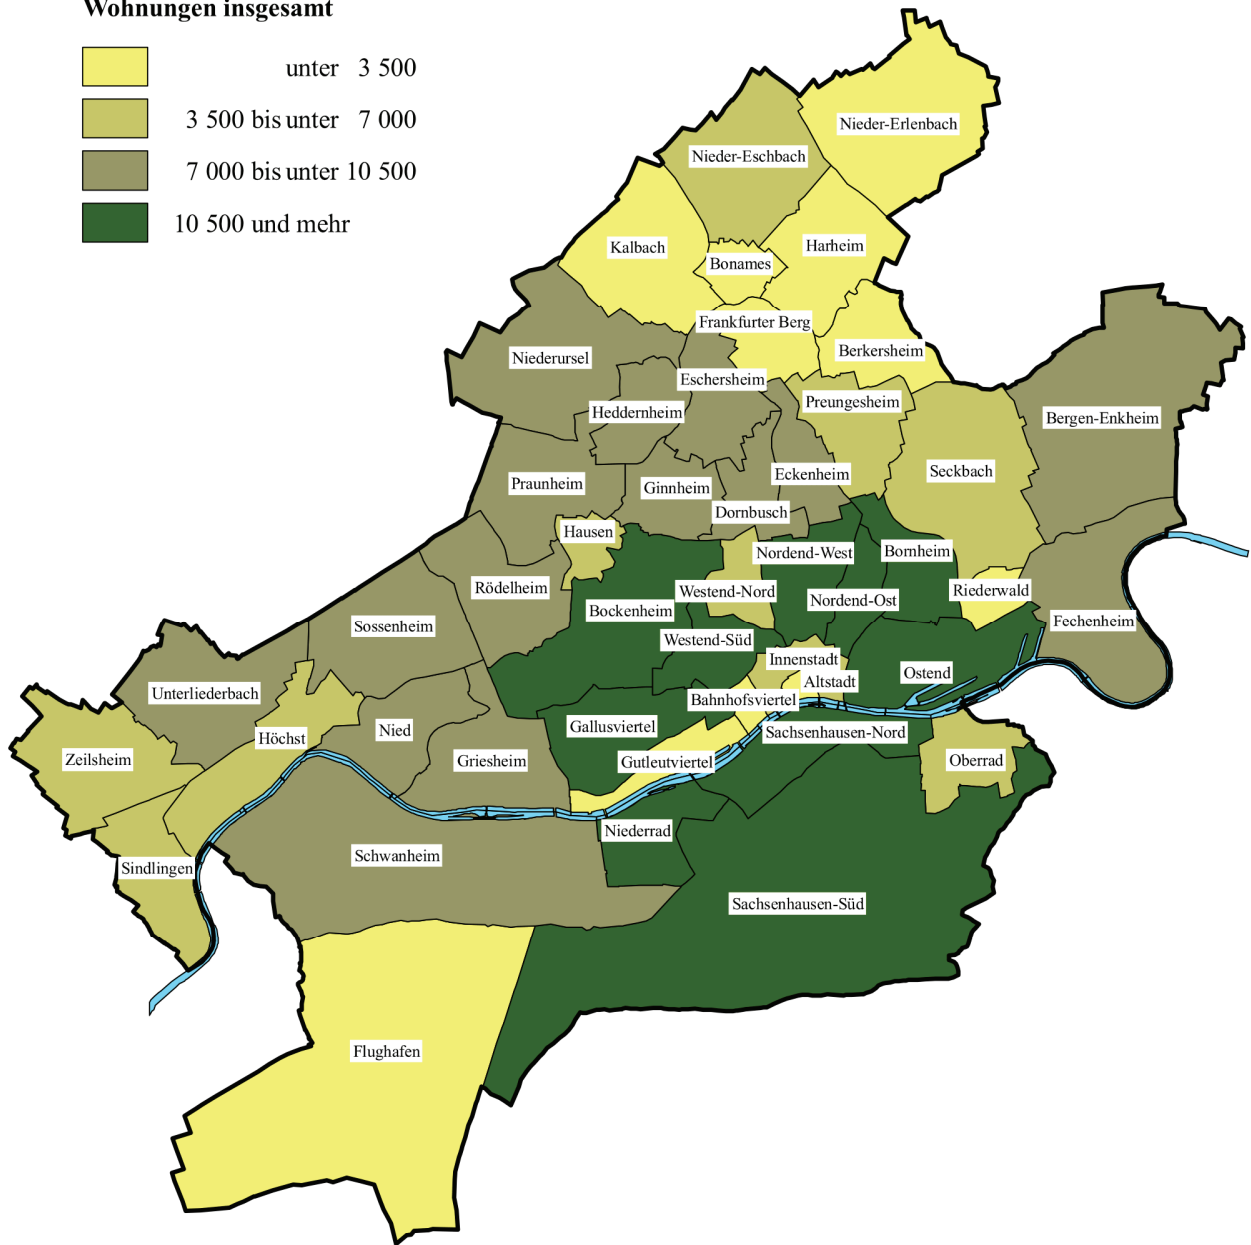 Wohnungen insgesamt
unter 3 500
3 500 bis unter 7 000
7 000 bis unter 10 500
10 500 und mehr
Nieder-Erlenbach
Nieder-Eschbach
Kalbach
Harheim
Bonames
Frankfurter Berg
Berkersheim
Niederursel
Eschersheim
Preungesheim
Heddernheim
Bergen-Enkheim
Seckbach
Eckenheim
Praunheim
Ginnheim
Dornbusch
Hausen
Nordend-West
Bornheim
Rödelheim
Westend-Nord
Riederwald
Nordend-Ost
Bockenheim
Fechenheim
Sossenheim
Westend-Süd
Innenstadt
Ostend
Altstadt
Unterliederbach
Bahnhofsviertel
Gallusviertel
Nied
Sachsenhausen-Nord
Höchst
Zeilsheim
Griesheim
Gutleutviertel
Oberrad
Niederrad
Schwanheim
Sindlingen
Sachsenhausen-Süd
Flughafen